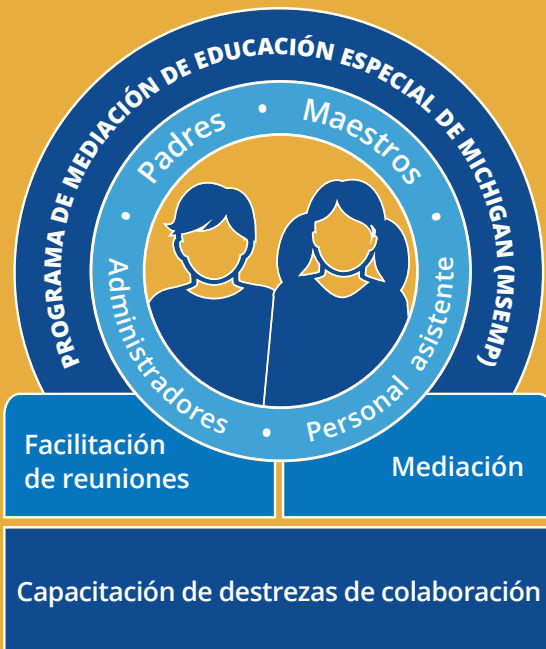 PROGRAMA DE MEDIACIÓN DE EDUCACIÓN ESPECIAL DE MICHIGAN (MSEMP)
Padres • Maestros •
Administradores • Personal asistente •
Facilitación
de reuniones
Mediación
Capacitación de destrezas de colaboración